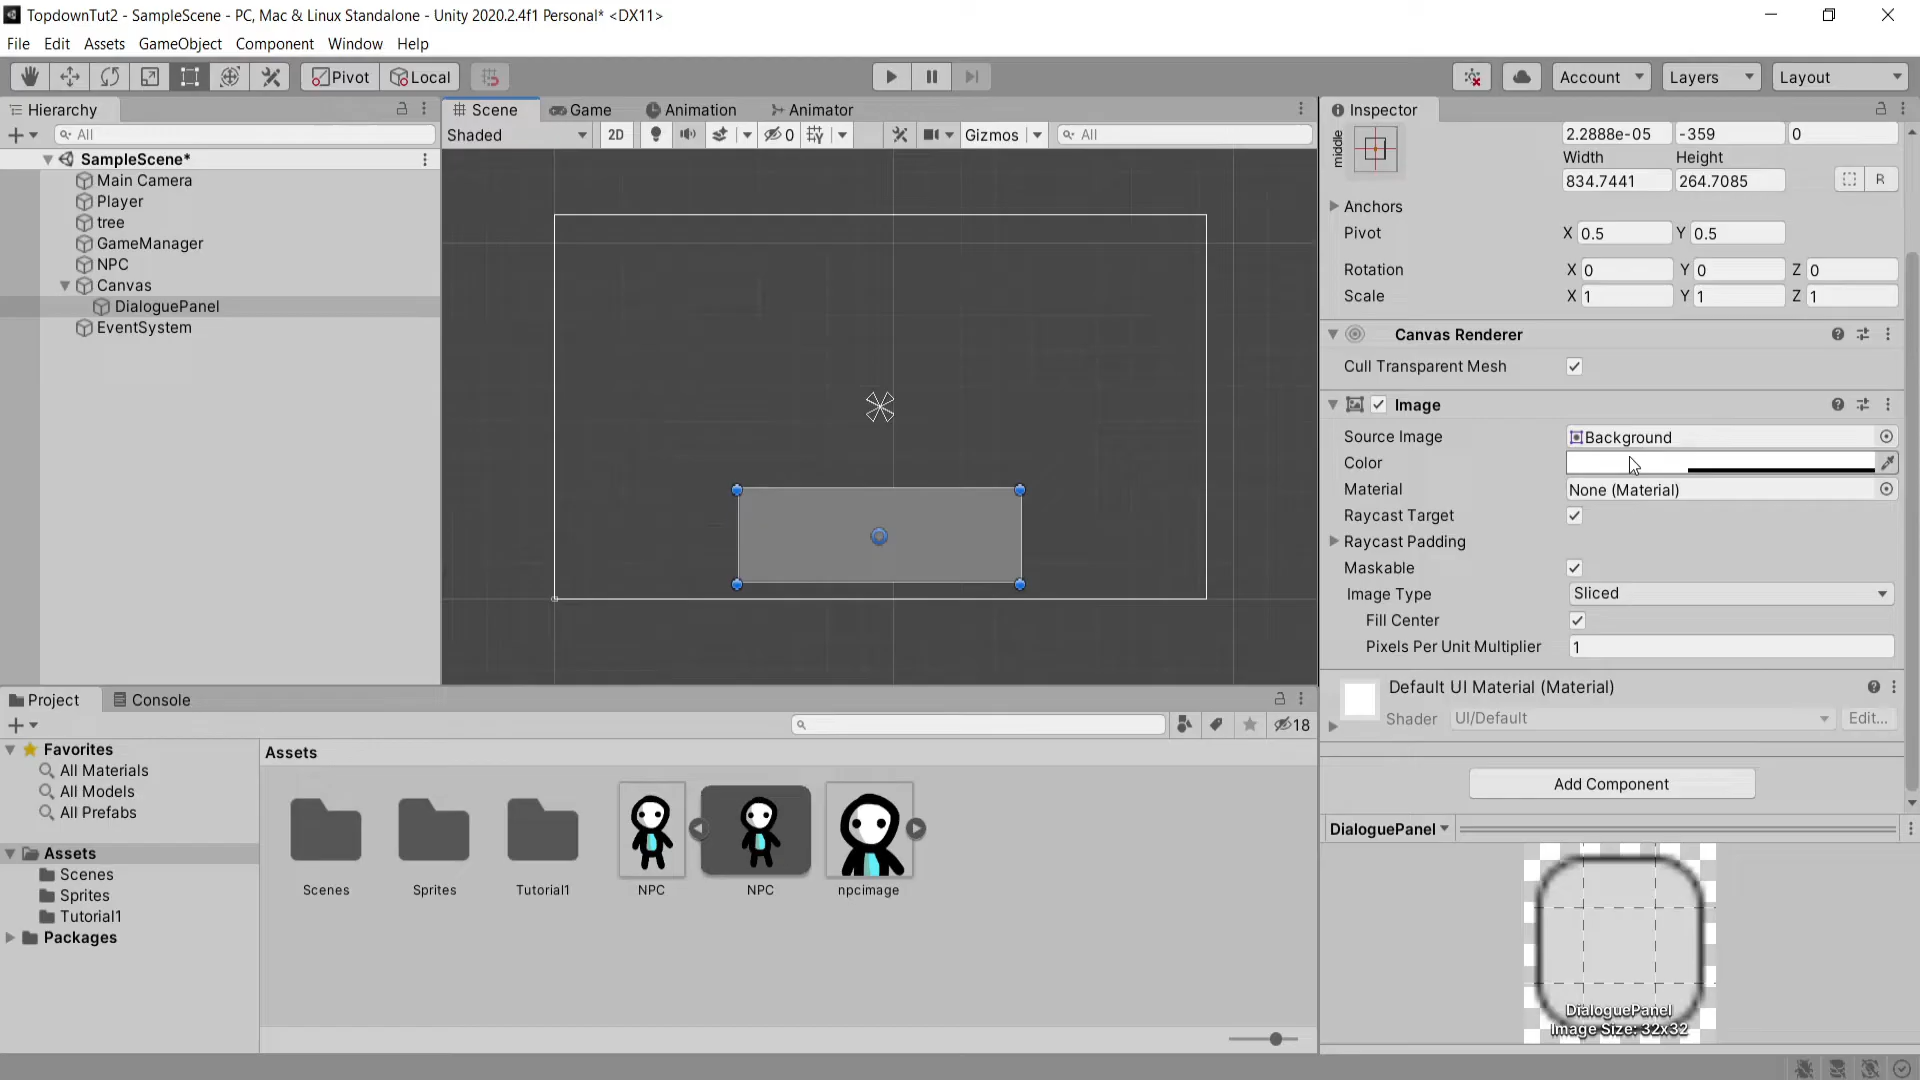 TopdownTut2 - SampleScene - PC, Mac & Linux Standalone - Unity 2020.2.4f1 Personal* <DX11>
File Edit Assets GameObject Component Window Help
Pivot Local Account Layers Layout
Hierarchy
All
SampleScene*
Main Camera
Player
tree
GameManager
NPC
Canvas
DialoguePanel
EventSystem
Scene Game Animation Animator
Shaded 2D 0 Gizmos All
Inspector
middle
2.2888e-05 -359 0
Width Height
834.7441 264.7085 R
Anchors
Pivot X 0.5 Y 0.5
Rotation X 0 Y 0 Z 0
Scale X 1 Y 1 Z 1
Canvas Renderer
Cull Transparent Mesh
Image
Source Image Background
Color
Material None (Material)
Raycast Target
Raycast Padding
Maskable
Image Type Sliced
Fill Center
Pixels Per Unit Multiplier 1
Default UI Material (Material)
Shader UI/Default Edit...
Add Component
DialoguePanel
DialoguePanel
Image Size: 32x32
Project Console
18
Favorites
All Materials
All Models
All Prefabs
Assets
Scenes
Sprites
Tutorial1
Packages
Assets
Scenes Sprites Tutorial1 NPC NPC npcimage